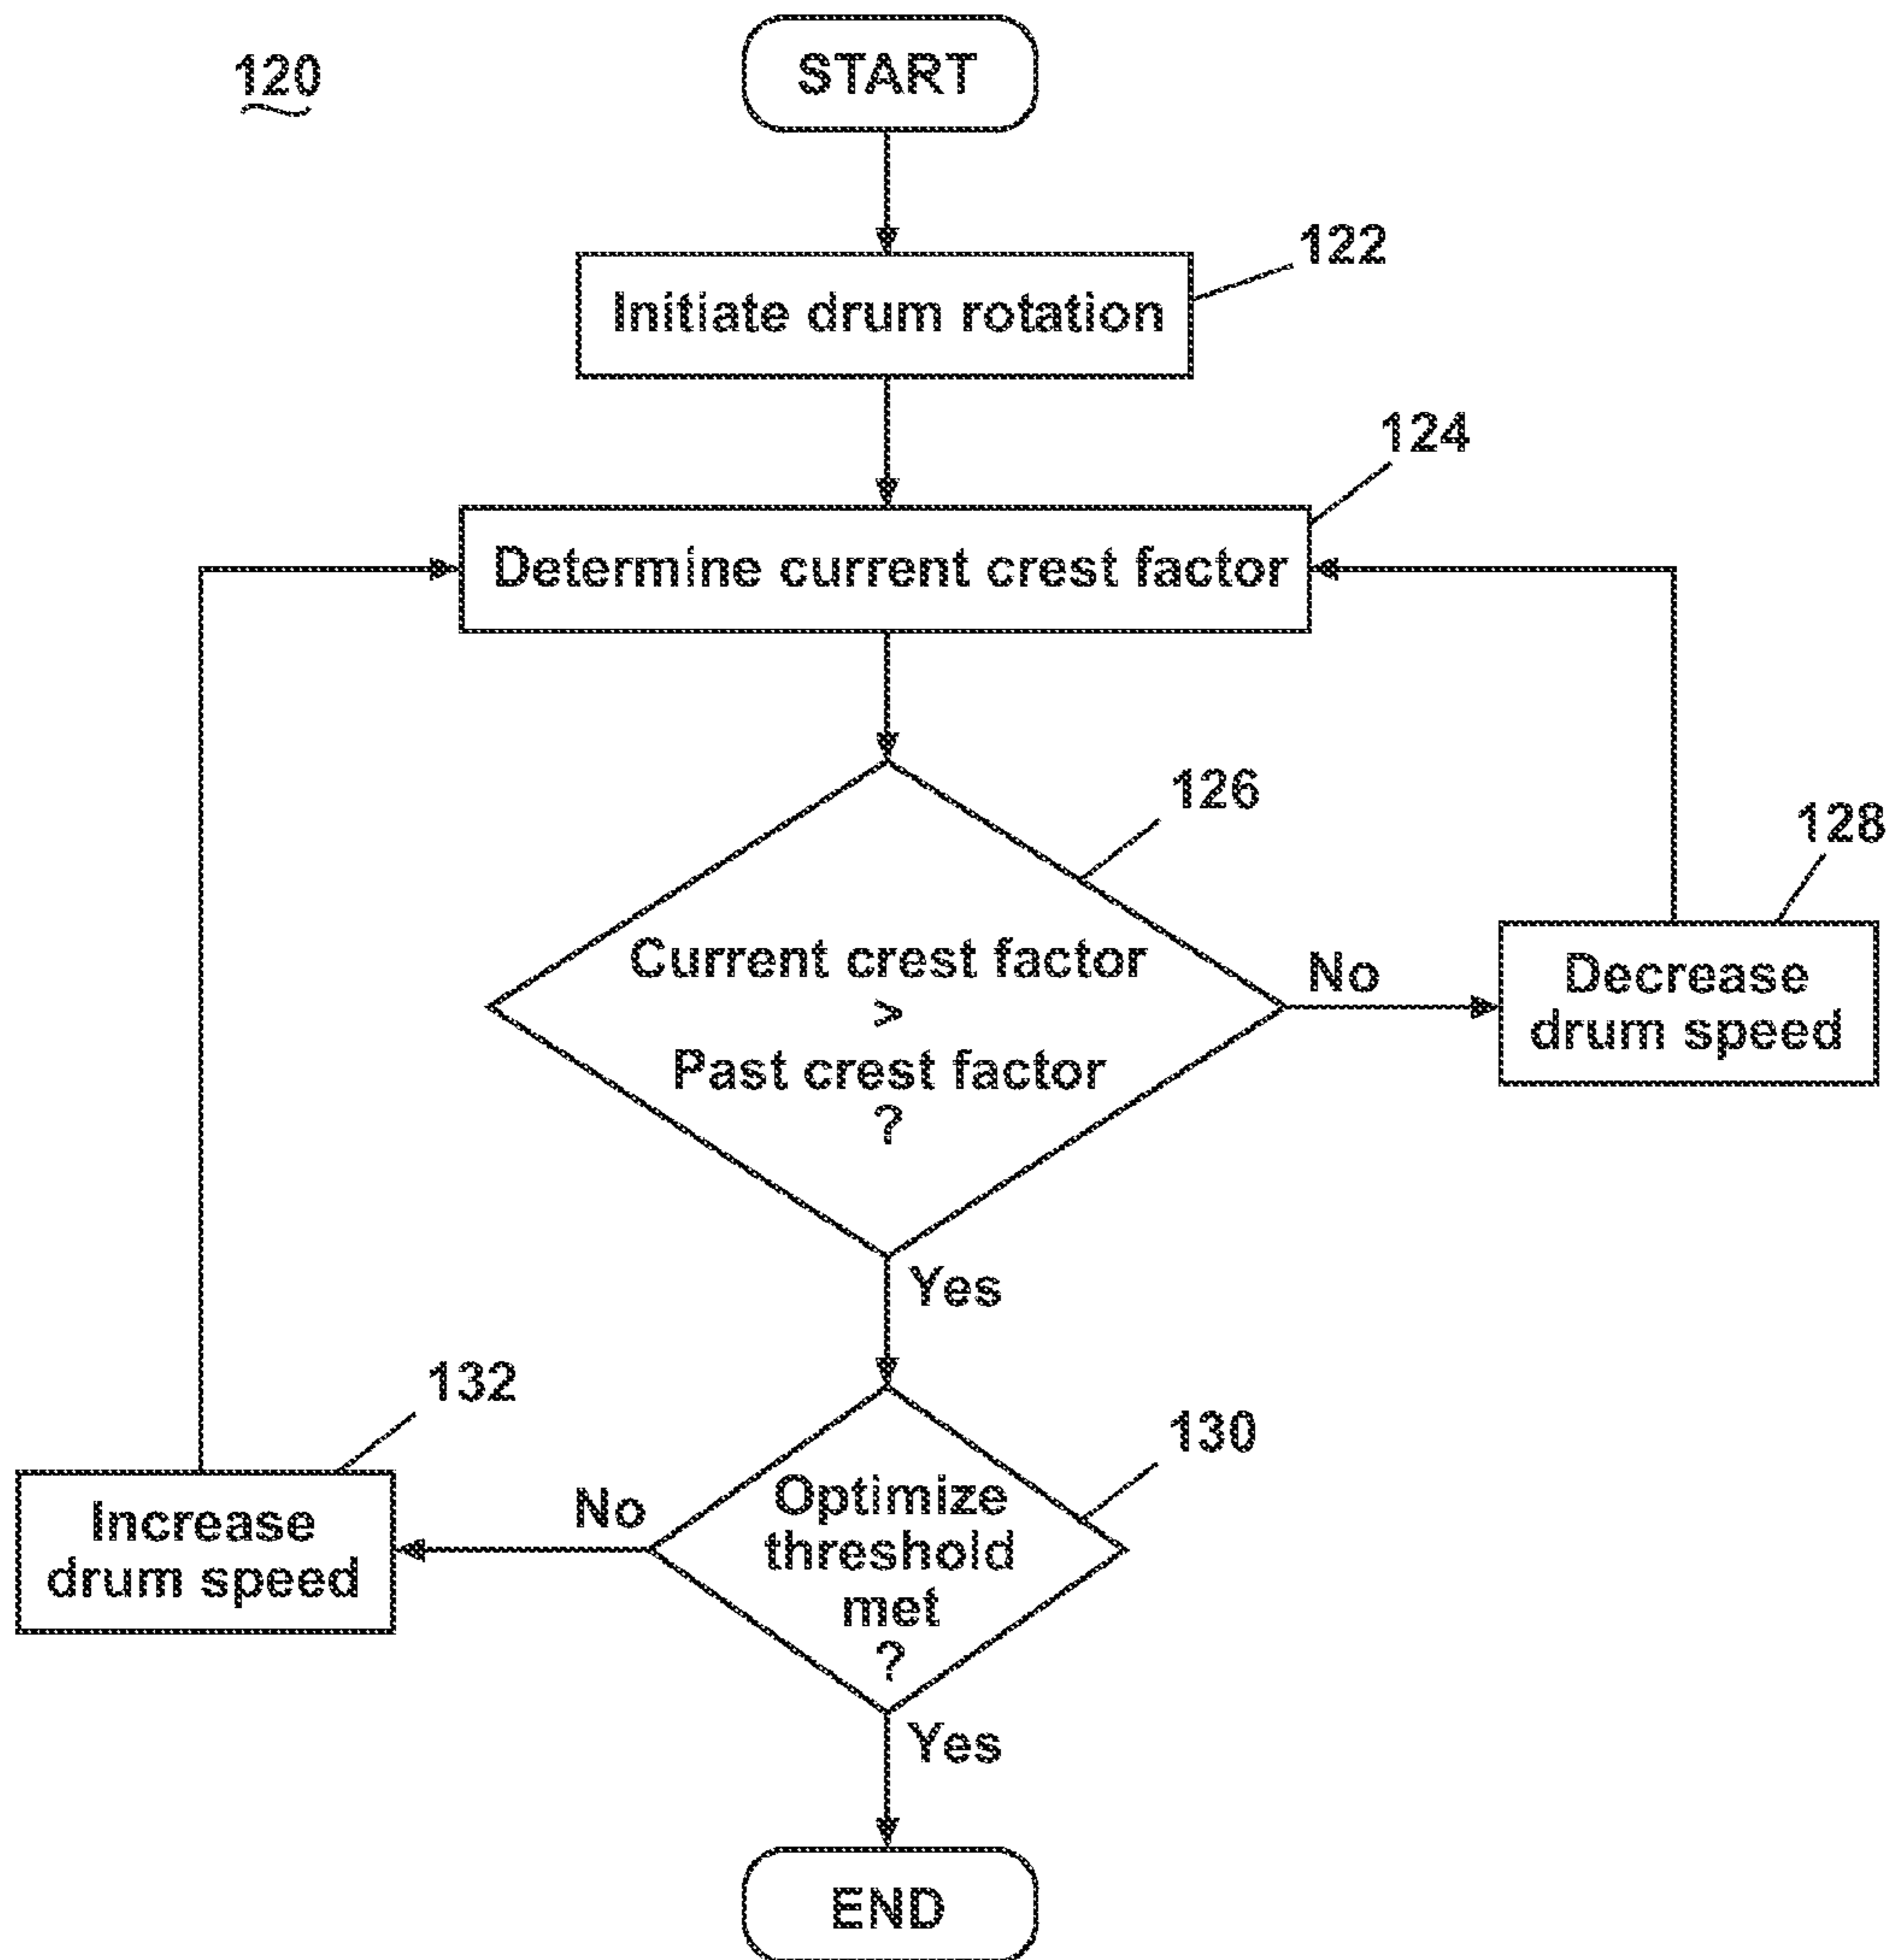 120
START
122
Initiate drum rotation
124
Determine current crest factor
126
128
Current crest factor
>
Past crest factor
?
No
Decrease
drum speed
Yes
132
130
Increase
drum speed
No
Optimize
threshold
met
?
Yes
END